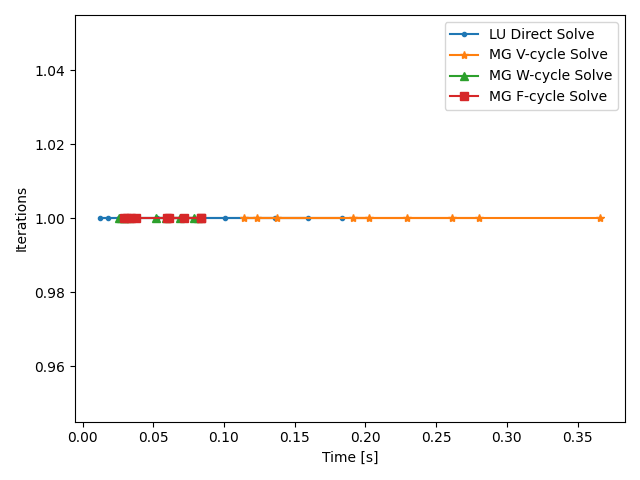 LU Direct Solve
MG V-cycle Solve
MG W-cycle Solve
MG F-cycle Solve
1.04
1.02
1.00
0.98
0.96
Iterations
0.00 0.05 0.10 0.15 0.20 0.25 0.30 0.35
Time [s]